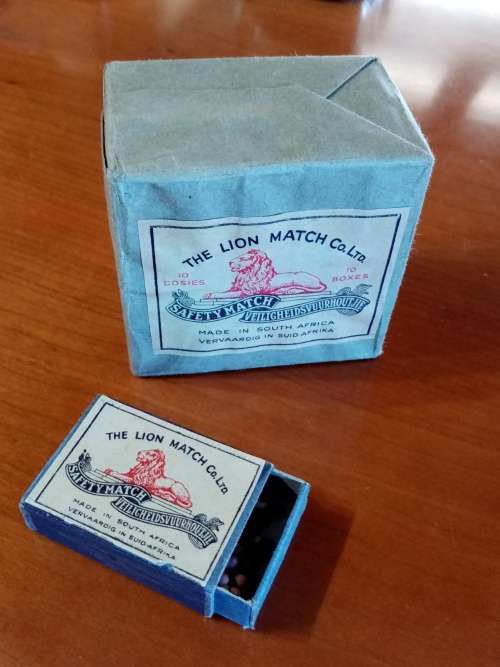 THE LION MATCH Co. LTD.
10 DOSIES
10 BOXES
SAFETY MATCH VEILIGHEIDSVUURHOUTJIE
MADE IN SOUTH AFRICA
VERVAARDIG IN SUID AFRIKA
THE LION MATCH Co. LTD.
SAFETY MATCH VEILIGHEIDSVUURHOUTJIE
MADE IN SOUTH AFRICA
VERVAARDIG IN SUID-AFRIKA